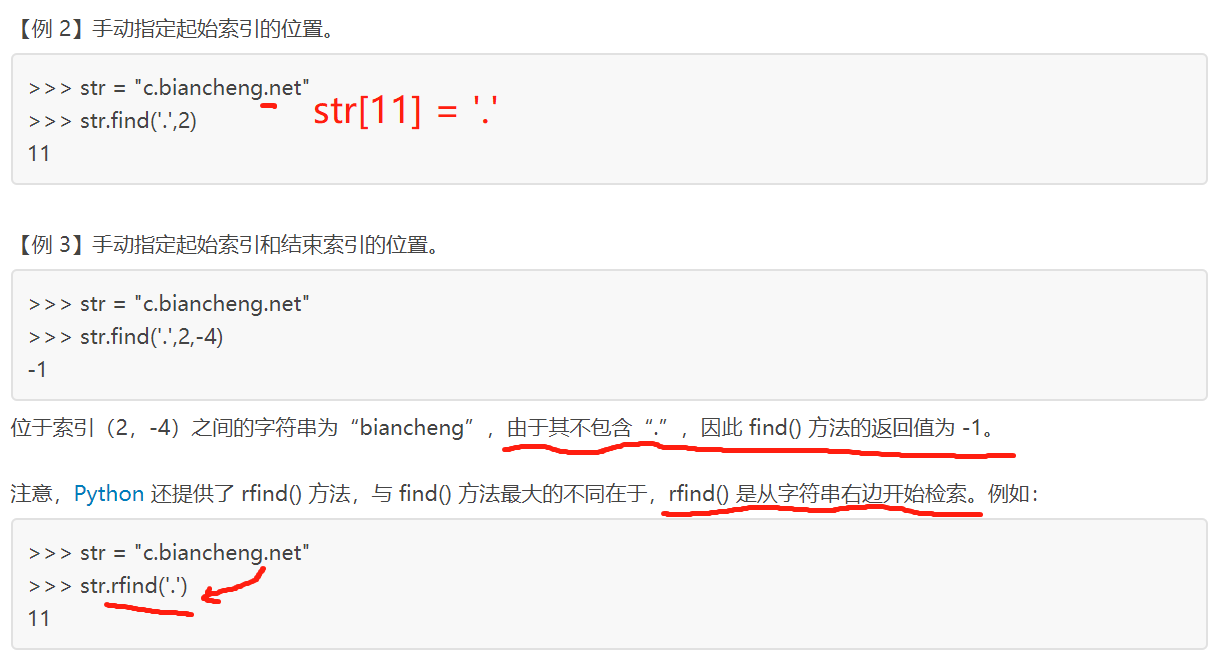 【例 2】手动指定起始索引的位置。
>>> str = "c.biancheng.net"
str[11] = '.'
>>> str.find('.',2)
11
【例 3】手动指定起始索引和结束索引的位置。
>>> str = "c.biancheng.net"
>>> str.find('.',2,-4)
-1
位于索引（2，-4）之间的字符串为“biancheng”，由于其不包含“.”，因此 find() 方法的返回值为 -1。
注意，Python 还提供了 rfind() 方法，与 find() 方法最大的不同在于，rfind() 是从字符串右边开始检索。例如：
>>> str = "c.biancheng.net"
>>> str.rfind('.')
11